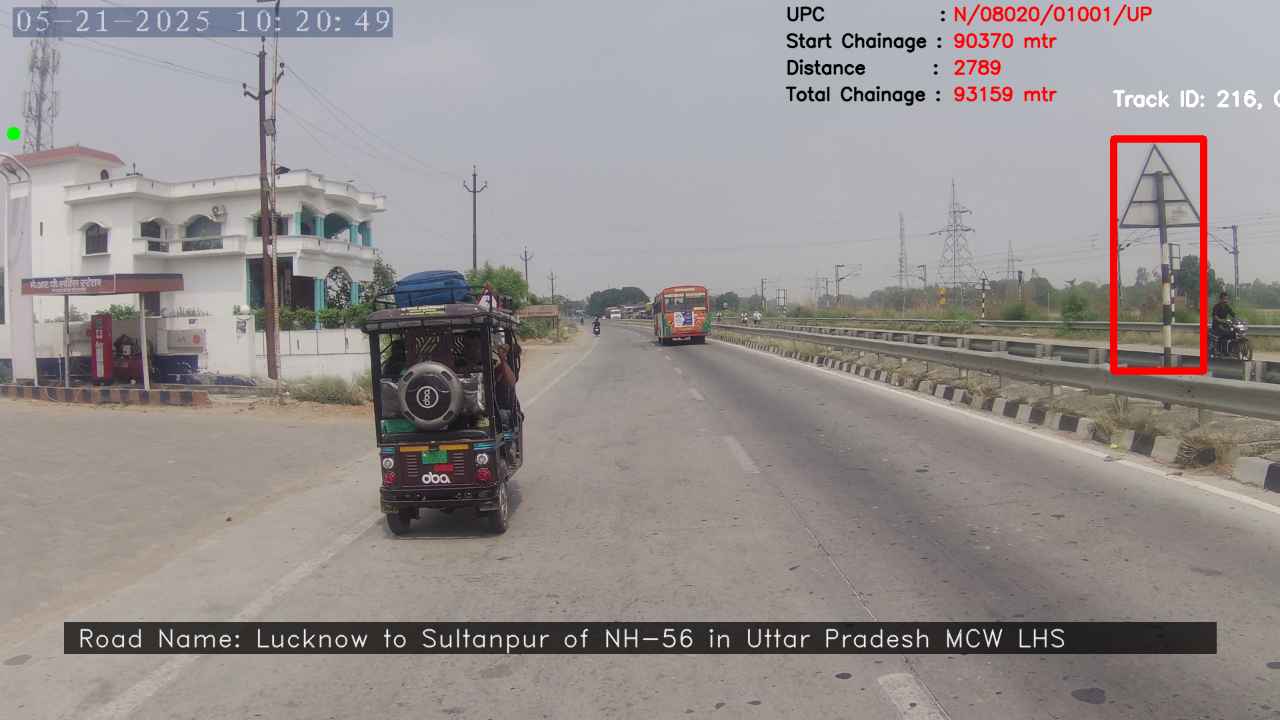 05-21-2025 10:20:49
UPC : N/08020/01001/UP
Start Chainage : 90370 mtr
Distance : 2789
Total Chainage : 93159 mtr
Track ID: 216,
oba
Road Name: Lucknow to Sultanpur of NH-56 in Uttar Pradesh MCW LHS